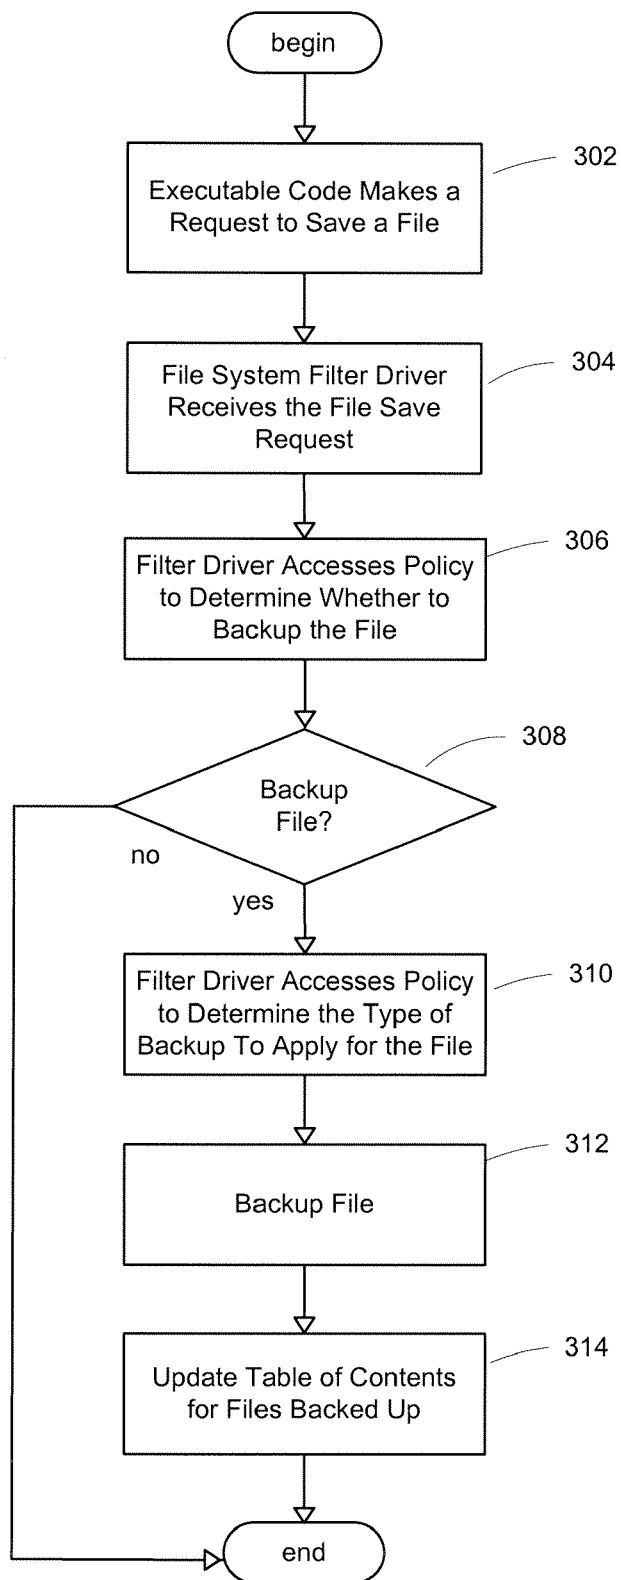 begin
302
Executable Code Makes a
Request to Save a File
304
File System Filter Driver
Receives the File Save
Request
306
Filter Driver Accesses Policy
to Determine Whether to
Backup the File
308
Backup
File?
no
yes
310
Filter Driver Accesses Policy
to Determine the Type of
Backup To Apply for the File
312
Backup File
314
Update Table of Contents
for Files Backed Up
end